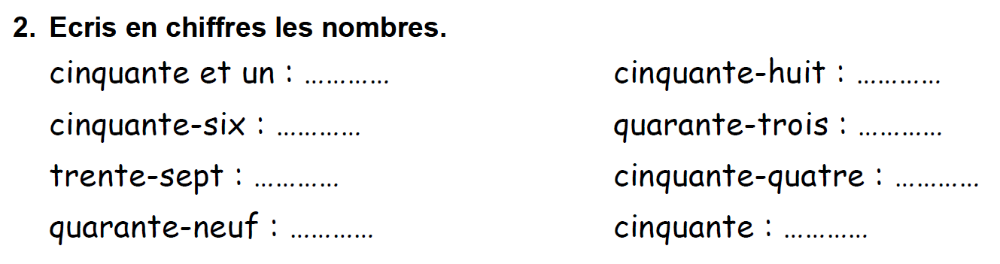 2. Ecris en chiffres les nombres.
cinquante et un : …………
cinquante-huit : …………
cinquante-six : …………
quarante-trois : …………
trente-sept : …………
cinquante-quatre : …………
quarante-neuf : …………
cinquante : …………